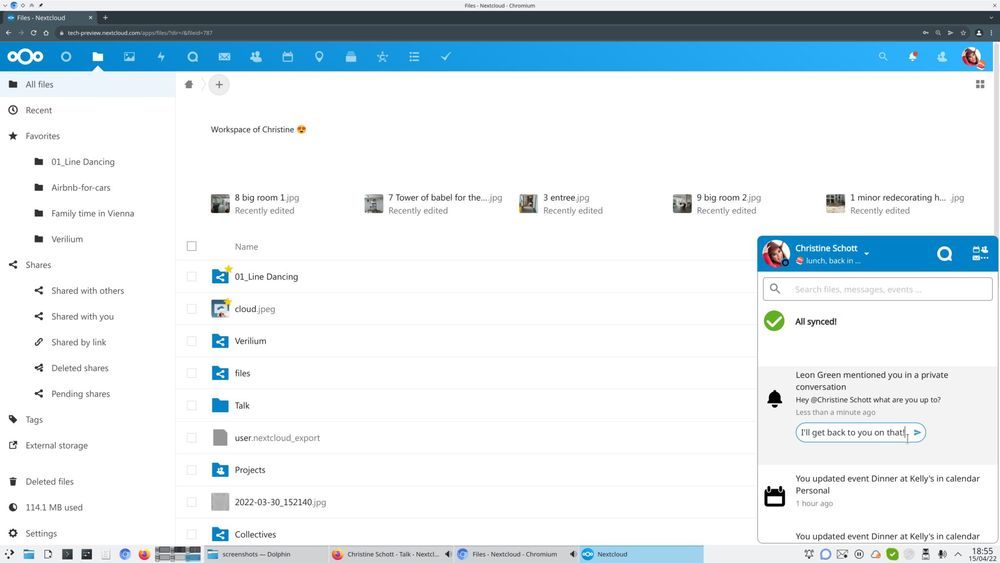 Files - Nextcloud - Chromium
Files - Nextcloud
tech-preview.nextcloud.com/apps/files/?dir=/&fileid=787
All files
Recent
Favorites
01_Line Dancing
Airbnb-for-cars
Family time in Vienna
Verilium
Shares
Shared with others
Shared with you
Shared by link
Deleted shares
Pending shares
Tags
External storage
Deleted files
114.1 MB used
Settings
Workspace of Christine 😍
8 big room 1.jpg
Recently edited
7 Tower of babel for the....jpg
Recently edited
3 entree.jpg
Recently edited
9 big room 2.jpg
Recently edited
1 minor redecorating h... .jpg
Recently edited
Name
01_Line Dancing
cloud.jpeg
Verilium
files
Talk
user.nextcloud_export
Projects
2022-03-30_152140.jpg
Collectives
Christine Schott
lunch, back in ...
Search files, messages, events ...
All synced!
Leon Green mentioned you in a private
conversation
Hey @Christine Schott what are you up to?
Less than a minute ago
I'll get back to you on that!
You updated event Dinner at Kelly's in calendar
Personal
1 hour ago
You updated event Dinner at Kelly's in calendar
screenshots — Dolphin
Christine Schott - Talk - Nextcl...
Files - Nextcloud - Chromium
Nextcloud
18:55
15/04/22